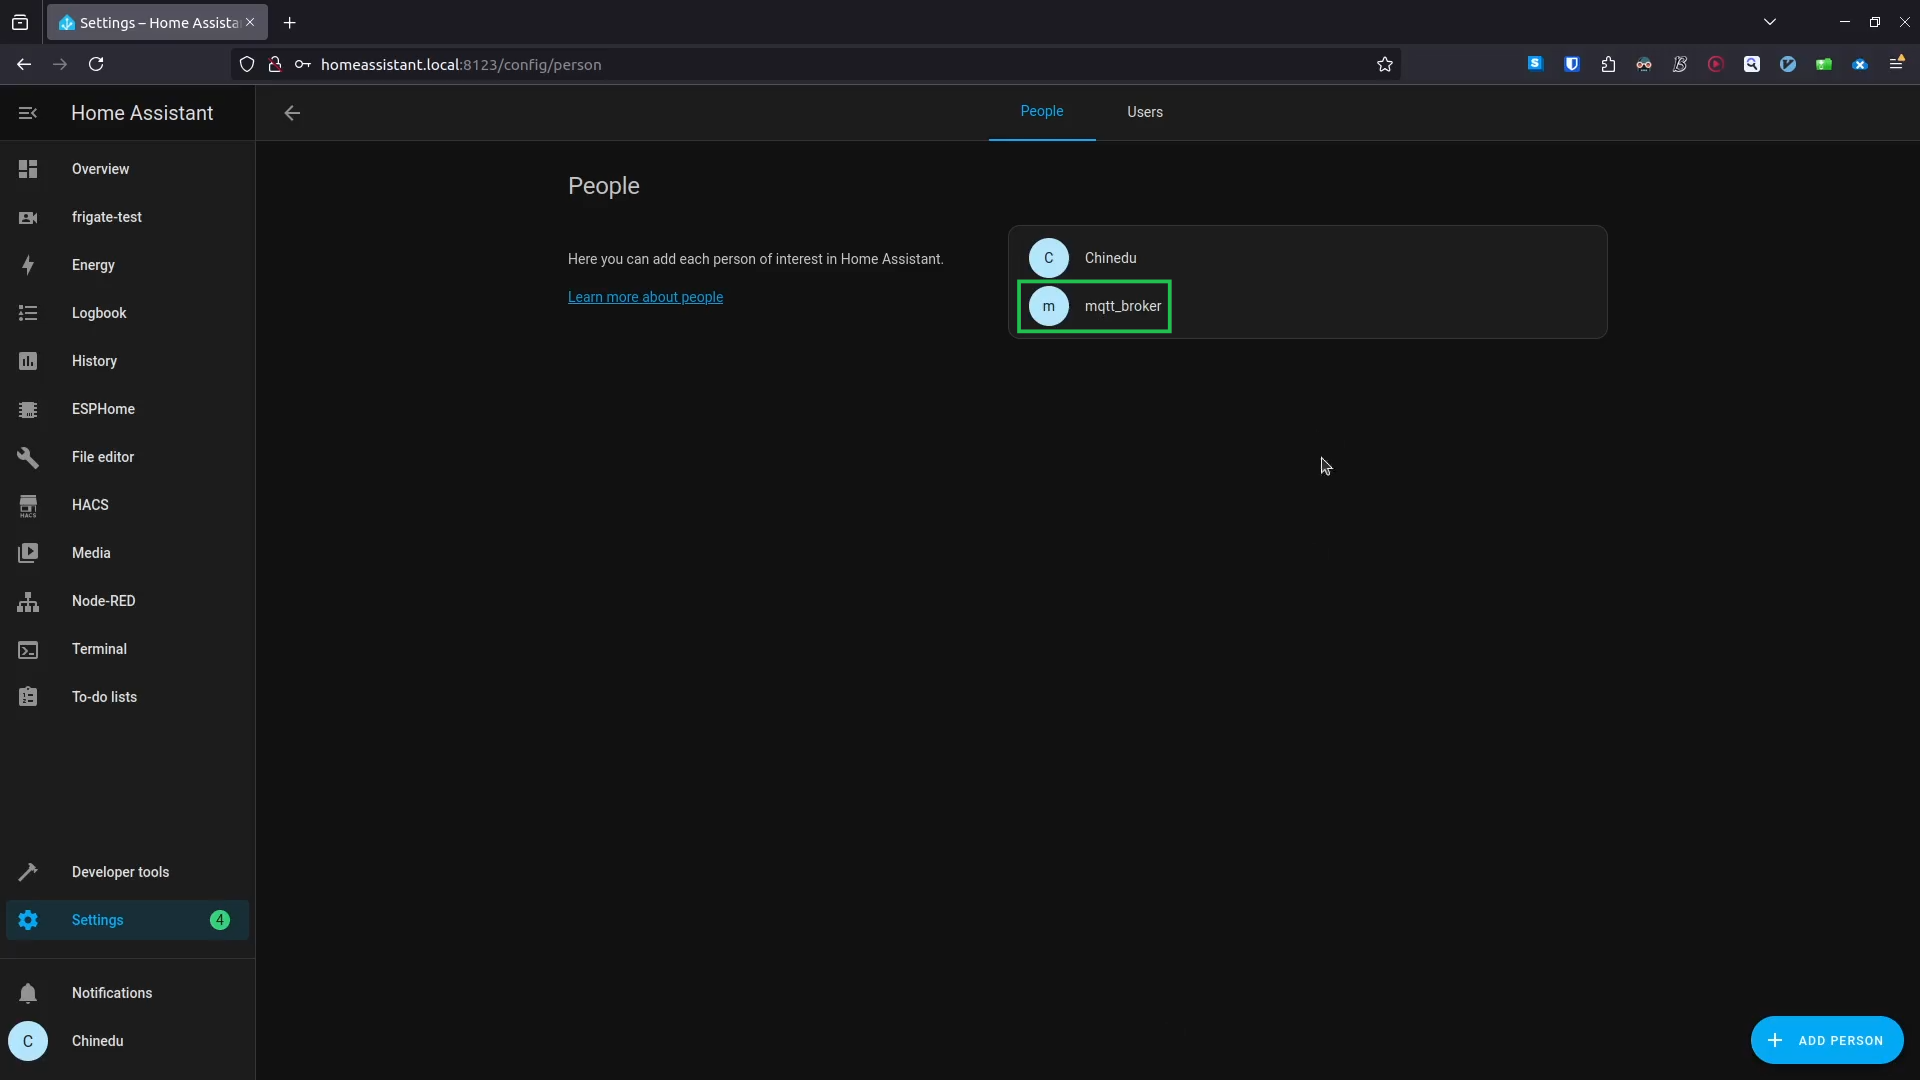 Settings – Home Assista
homeassistant.local:8123/config/person
Home Assistant
People
Users
Overview
frigate-test
Energy
Logbook
History
ESPHome
File editor
HACS
HACS
Media
Node-RED
Terminal
To-do lists
Developer tools
Settings
4
Notifications
C
Chinedu
People
Here you can add each person of interest in Home Assistant.
Learn more about people
C
Chinedu
m
mqtt_broker
ADD PERSON